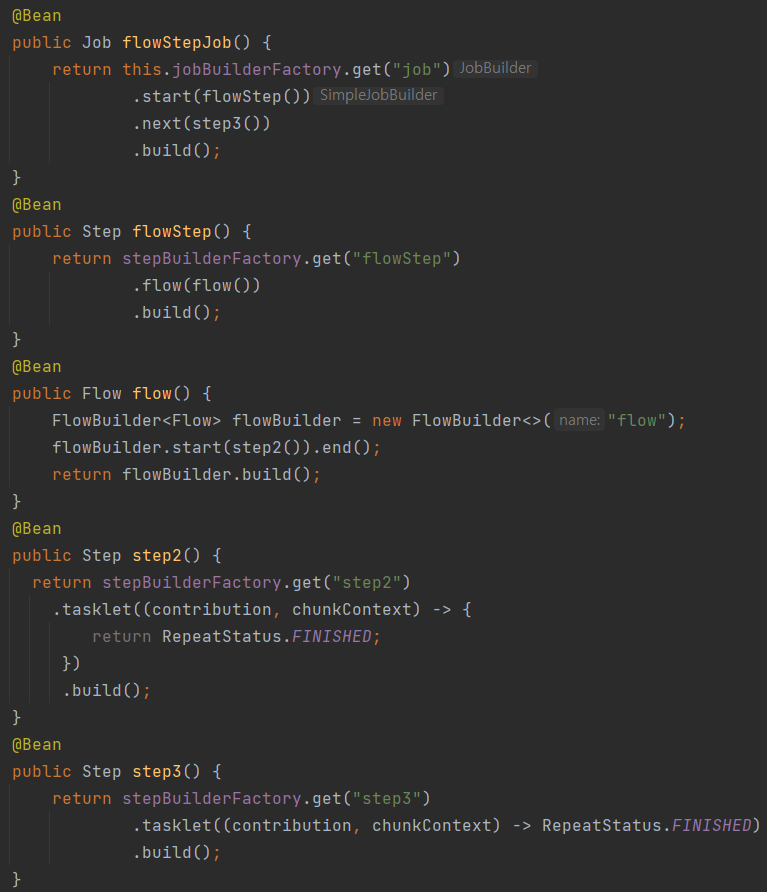 @Bean
public Job flowStepJob() {
    return this.jobBuilderFactory.get("job") JobBuilder
            .start(flowStep()) SimpleJobBuilder
            .next(step3())
            .build();
}
@Bean
public Step flowStep() {
    return stepBuilderFactory.get("flowStep")
            .flow(flow())
            .build();
}
@Bean
public Flow flow() {
    FlowBuilder<Flow> flowBuilder = new FlowBuilder<>( name: "flow");
    flowBuilder.start(step2()).end();
    return flowBuilder.build();
}
@Bean
public Step step2() {
  return stepBuilderFactory.get("step2")
    .tasklet((contribution, chunkContext) -> {
        return RepeatStatus.FINISHED;
     })
     .build();
}
@Bean
public Step step3() {
    return stepBuilderFactory.get("step3")
            .tasklet((contribution, chunkContext) -> RepeatStatus.FINISHED)
            .build();
}